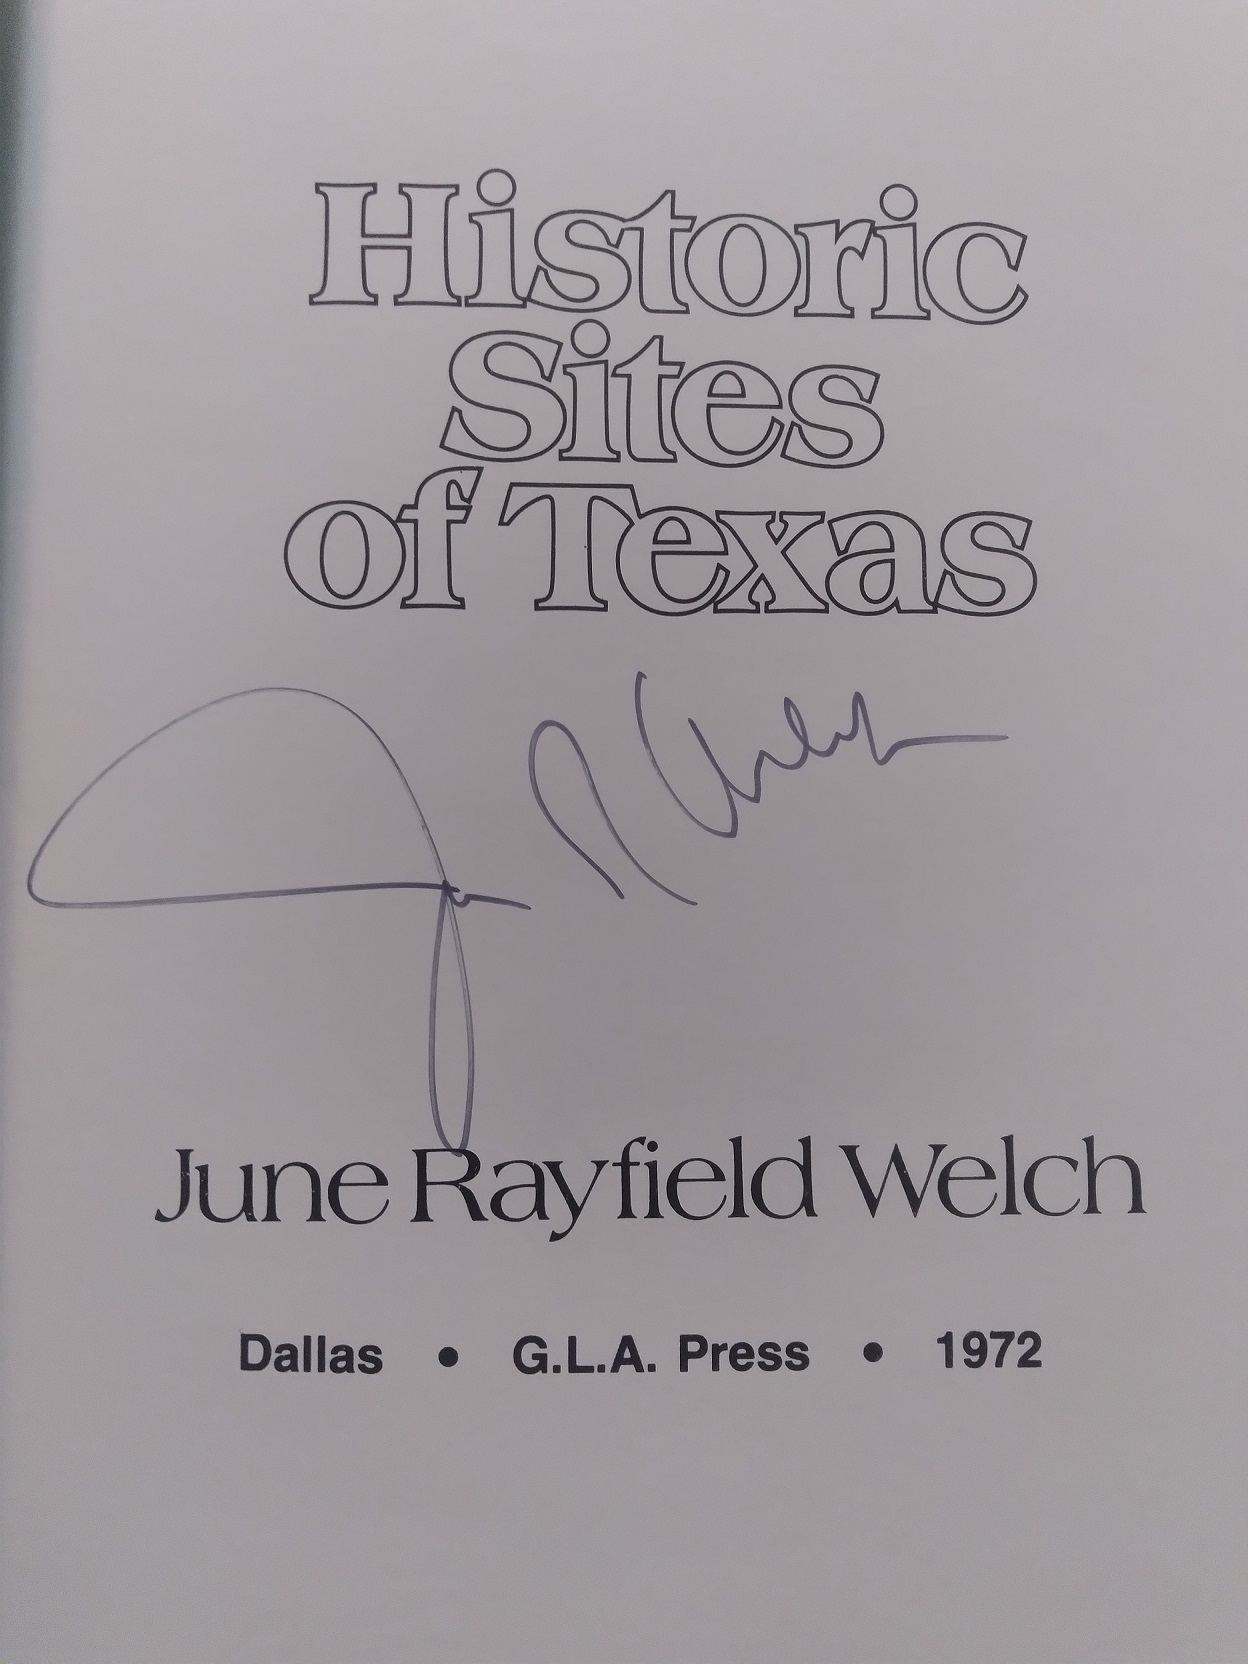 Historic
Sites
of Texas
June Rayfield Welch
Dallas • G.L.A. Press • 1972